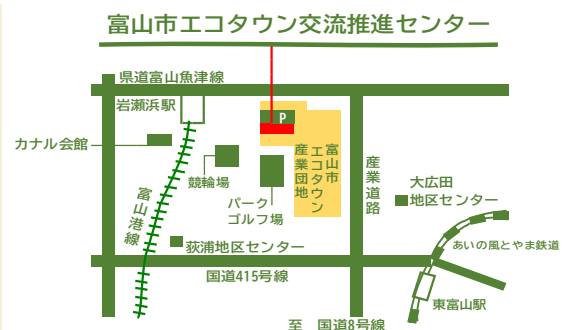 富山市エコタウン交流推進センター
県道富山魚津線
岩瀬浜駅
P
カナル会館
競輪場
富山市
エコタウン
産業団地
産業道路
大広田
地区センター
パーク
ゴルフ場
富山港線
荻浦地区センター
あいの風とやま鉄道
国道415号線
東富山駅
至　国道8号線